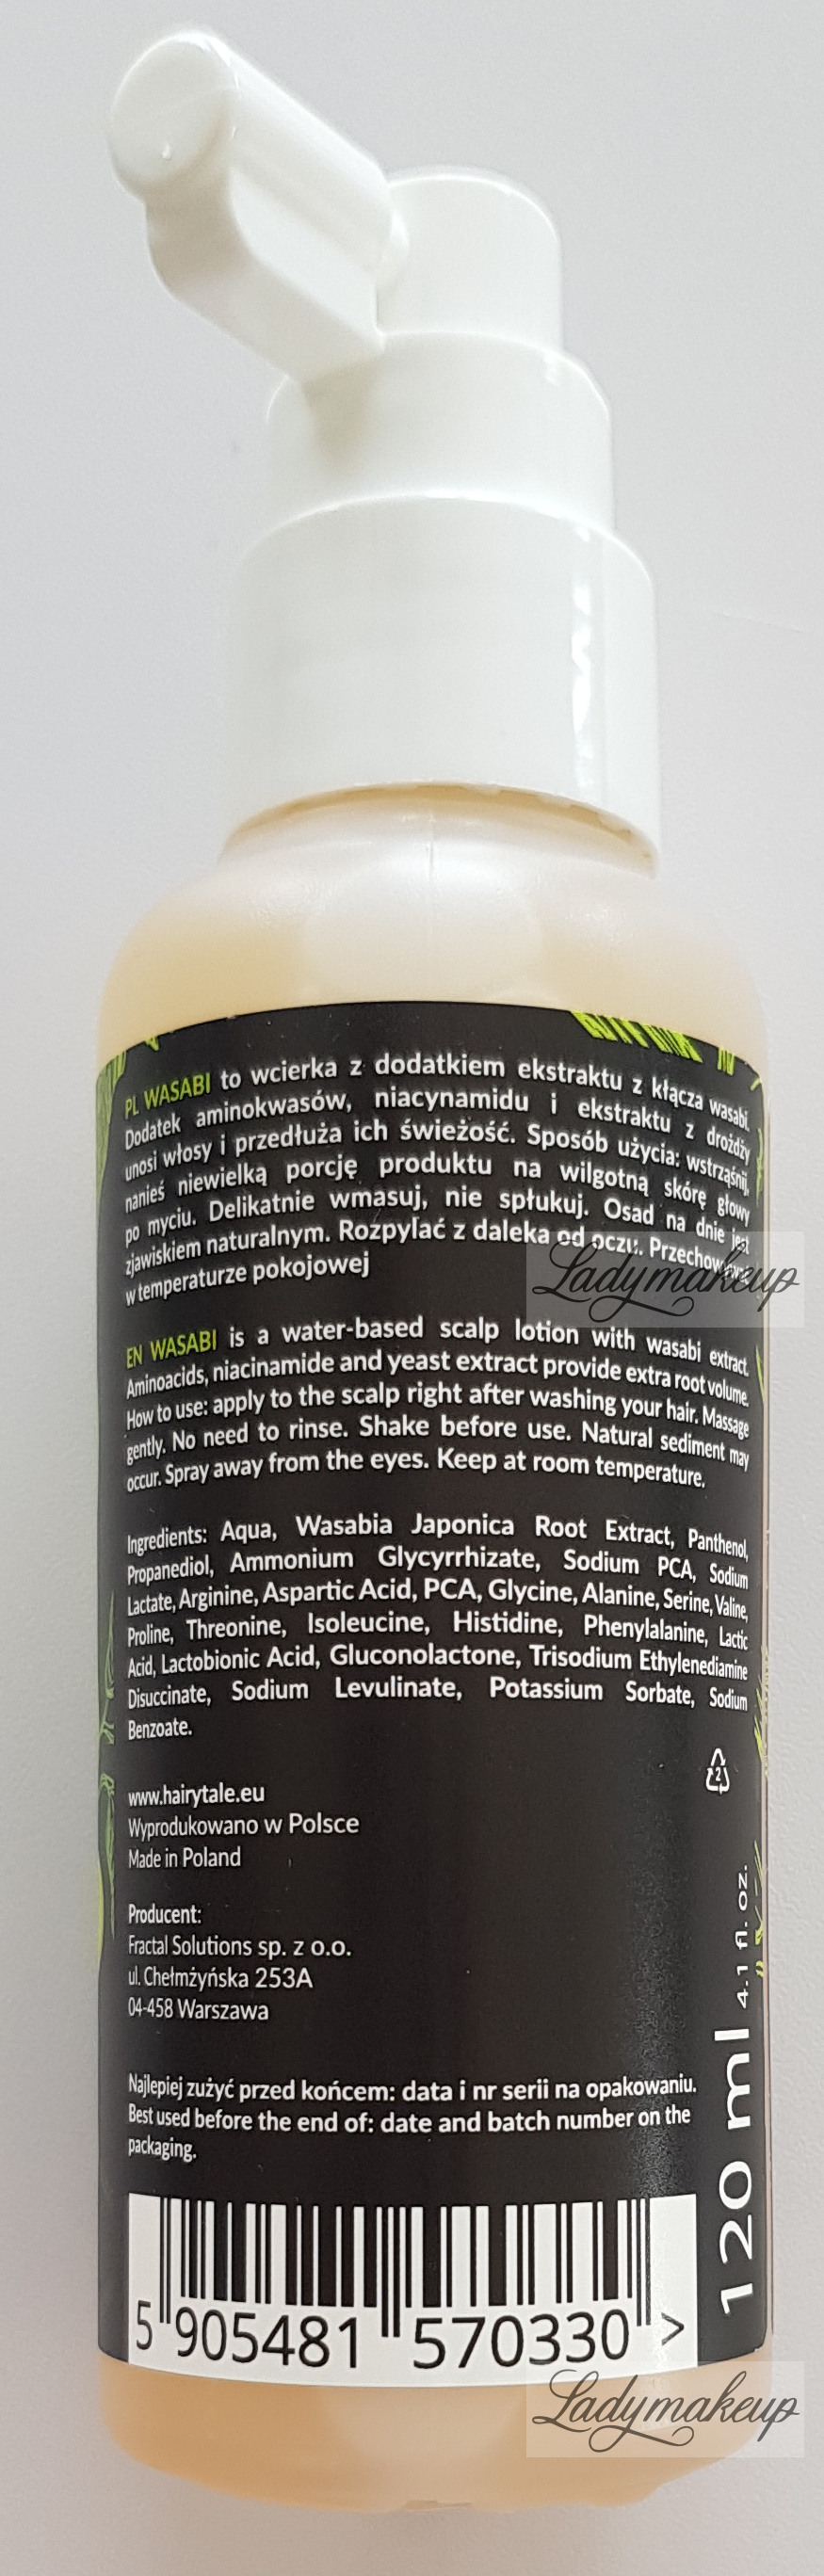 PL WASABI to wcierka z dodatkiem ekstraktu z kłącza wasabi.
Dodatek aminokwasów, niacynamidu i ekstraktu z drożdży
unosi włosy i przedłuża ich świeżość. Sposób użycia: wstrząśnij,
nanieś niewielką porcję produktu na wilgotną skórę głowy
po myciu. Delikatnie wmasuj, nie spłukuj. Osad na dnie jest
zjawiskiem naturalnym. Rozpylać z daleka od oczu.
w temperaturze pokojowej
Ladymakeup
EN WASABI is a water-based scalp lotion with wasabi extract.
Aminoacids, niacinamide and yeast extract provide extra root volume.
How to use: apply to the scalp right after washing your hair. Massage
gently. No need to rinse. Shake before use. Natural sediment may
occur. Spray away from the eyes. Keep at room temperature.
Ingredients: Aqua, Wasabia Japonica Root Extract, Panthenol,
Propanediol, Ammonium Glycyrrhizate, Sodium PCA, Sodium
Lactate, Arginine, Aspartic Acid, PCA, Glycine, Alanine, Serine, Valine,
Proline, Threonine, Isoleucine, Histidine, Phenylalanine, Lactic
Acid, Lactobionic Acid, Gluconolactone, Trisodium Ethylenediamine
Disuccinate, Sodium Levulinate, Potassium Sorbate, Sodium
Benzoate.
2
www.hairytale.eu
Wyprodukowano w Polsce
Made in Poland
Producent:
Fractal Solutions sp. z o.o.
ul. Chełmżyńska 253A
04-458 Warszawa
120 ml 4.1 fl. oz.
Najlepiej zużyć przed końcem: data i nr serii na opakowaniu.
Best used before the end of: date and batch number on the
packaging.
5 905481 570330 >
Ladymakeup